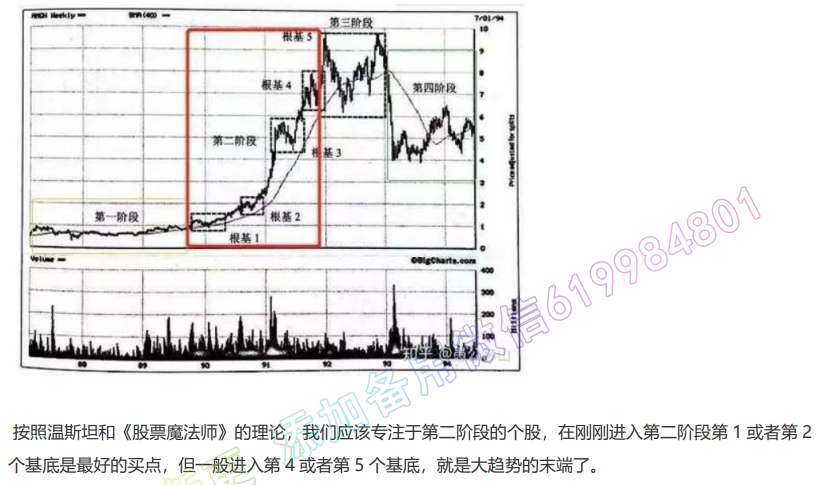 AMGN Weekly — SMA(40) — 7/01/94
第三阶段
10
根基 5
9
根基 4
8
第四阶段
7
6
第二阶段
5
根基 3
4
3
第一阶段
2
根基 2
根基 1
1
0
Price adjusted for splits
Volume —
©BigCharts.com
400
300
200
100
0
Millions
知乎
88 89 90 91 92 93 94
添加备用微信619984801
按照温斯坦和《股票魔法师》的理论，我们应该专注于第二阶段的个股，在刚刚进入第二阶段第 1 或者第 2
个基底是最好的买点，但一般进入第 4 或者第 5 个基底，就是大趋势的末端了。